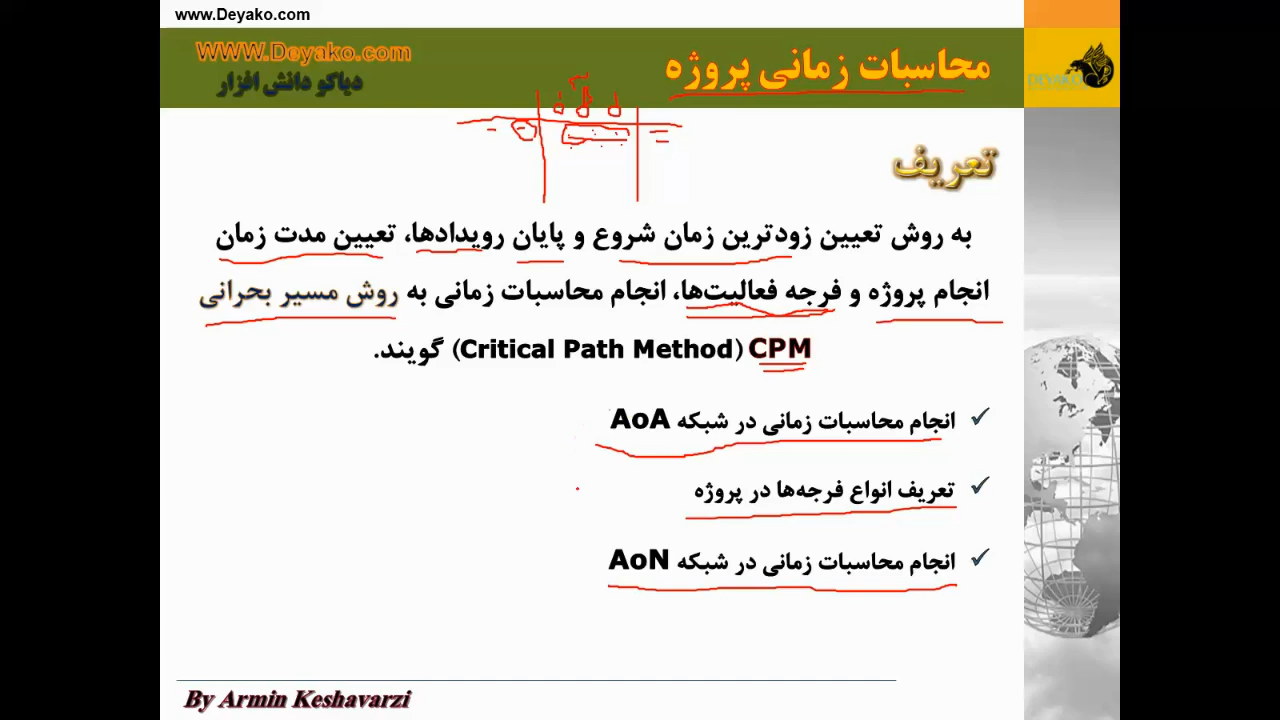 www.Deyako.com
WWW.Deyako.com
دیاکو دانش افزار
محاسبات زمانی پروژه
DEYAKO
تعریف
به روش تعیین زودترین زمان شروع و پایان رویدادها، تعیین مدت زمان
انجام پروژه و فرجه فعالیت‌ها، انجام محاسبات زمانی به روش مسیر بحرانی
CPM (Critical Path Method) گویند.
✓ انجام محاسبات زمانی در شبکه AoA
✓ تعریف انواع فرجه‌ها در پروژه
✓ انجام محاسبات زمانی در شبکه AoN
By Armin Keshavarzi